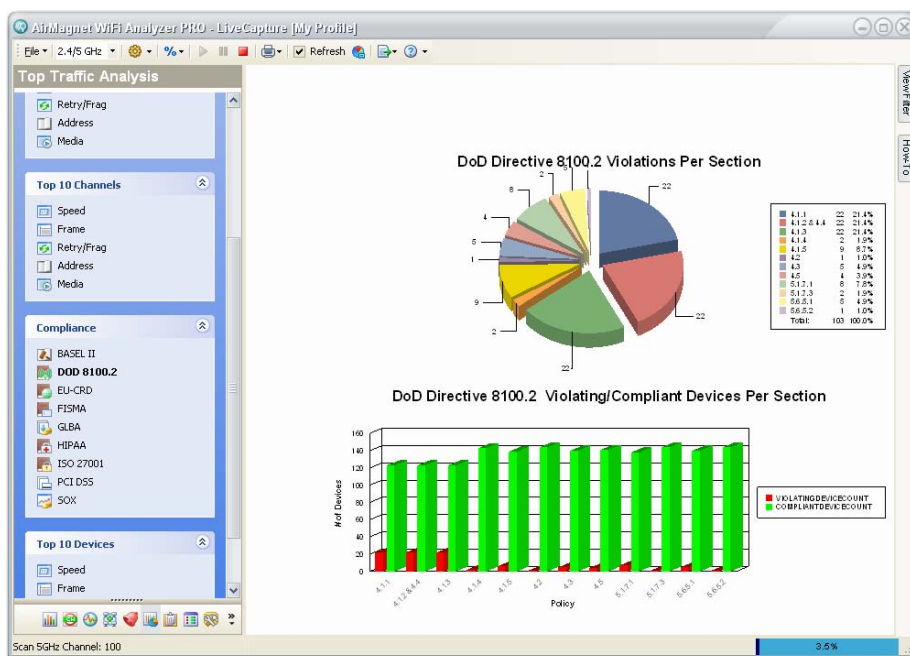 AirMagnet WiFi Analyzer PRO - LiveCapture [My Profile]
File 2.4/5 GHz % Refresh
Top Traffic Analysis
Retry/Frag
Address
Media
Top 10 Channels
Speed
Frame
Retry/Frag
Address
Media
Compliance
BASEL II
DOD 8100.2
EU-CRD
FISMA
GLBA
HIPAA
ISO 27001
PCI DSS
SOX
Top 10 Devices
Speed
Frame
View Filter
How-To
DoD Directive 8100.2 Violations Per Section
22
22
22
2
9
1
5
4
8
2
5
4.1.1 22 21.4%
4.1.2 & 4.4 22 21.4%
4.1.3 22 21.4%
4.1.4 2 1.9%
4.1.5 9 8.7%
4.2 1 1.0%
4.3 5 4.9%
4.5 4 3.9%
5.1.7.1 8 7.8%
5.1.7.3 2 1.9%
5.6.5.1 5 4.9%
5.6.5.2 1 1.0%
Total: 103 100.0%
DoD Directive 8100.2 Violating/Compliant Devices Per Section
160
140
120
100
80
60
40
20
0
# of Devices
4.1.1
4.1.2 & 4.4
4.1.3
4.1.4
4.1.5
4.2
4.3
4.5
5.1.7.1
5.1.7.3
5.6.5.1
5.6.5.2
Policy
VIOLATINGDEVICECOUNT
COMPLIANTDEVICECOUNT
Scan 5GHz Channel: 100
3.5%